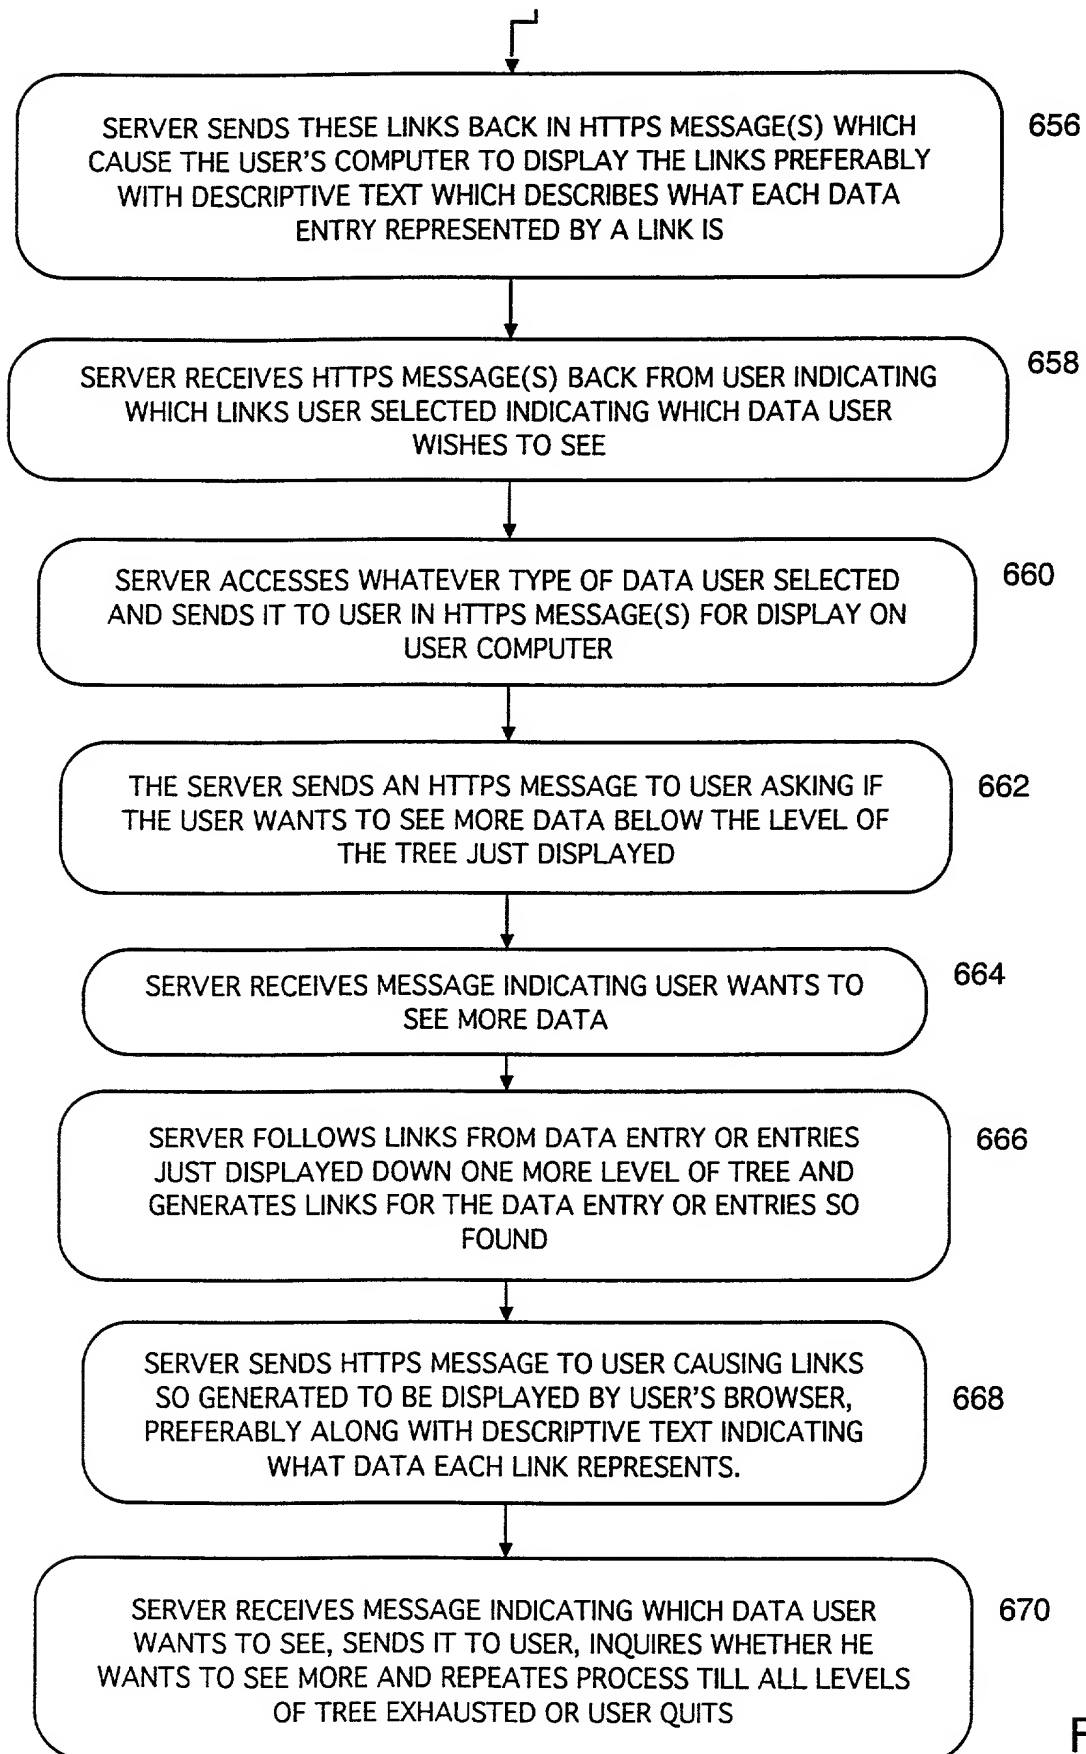 SERVER SENDS THESE LINKS BACK IN HTTPS MESSAGE(S) WHICH
CAUSE THE USER'S COMPUTER TO DISPLAY THE LINKS PREFERABLY
WITH DESCRIPTIVE TEXT WHICH DESCRIBES WHAT EACH DATA
ENTRY REPRESENTED BY A LINK IS
656
SERVER RECEIVES HTTPS MESSAGE(S) BACK FROM USER INDICATING
WHICH LINKS USER SELECTED INDICATING WHICH DATA USER
WISHES TO SEE
658
SERVER ACCESSES WHATEVER TYPE OF DATA USER SELECTED
AND SENDS IT TO USER IN HTTPS MESSAGE(S) FOR DISPLAY ON
USER COMPUTER
660
THE SERVER SENDS AN HTTPS MESSAGE TO USER ASKING IF
THE USER WANTS TO SEE MORE DATA BELOW THE LEVEL OF
THE TREE JUST DISPLAYED
662
SERVER RECEIVES MESSAGE INDICATING USER WANTS TO
SEE MORE DATA
664
SERVER FOLLOWS LINKS FROM DATA ENTRY OR ENTRIES
JUST DISPLAYED DOWN ONE MORE LEVEL OF TREE AND
GENERATES LINKS FOR THE DATA ENTRY OR ENTRIES SO
FOUND
666
SERVER SENDS HTTPS MESSAGE TO USER CAUSING LINKS
SO GENERATED TO BE DISPLAYED BY USER'S BROWSER,
PREFERABLY ALONG WITH DESCRIPTIVE TEXT INDICATING
WHAT DATA EACH LINK REPRESENTS.
668
SERVER RECEIVES MESSAGE INDICATING WHICH DATA USER
WANTS TO SEE, SENDS IT TO USER, INQUIRES WHETHER HE
WANTS TO SEE MORE AND REPEATES PROCESS TILL ALL LEVELS
OF TREE EXHAUSTED OR USER QUITS
670